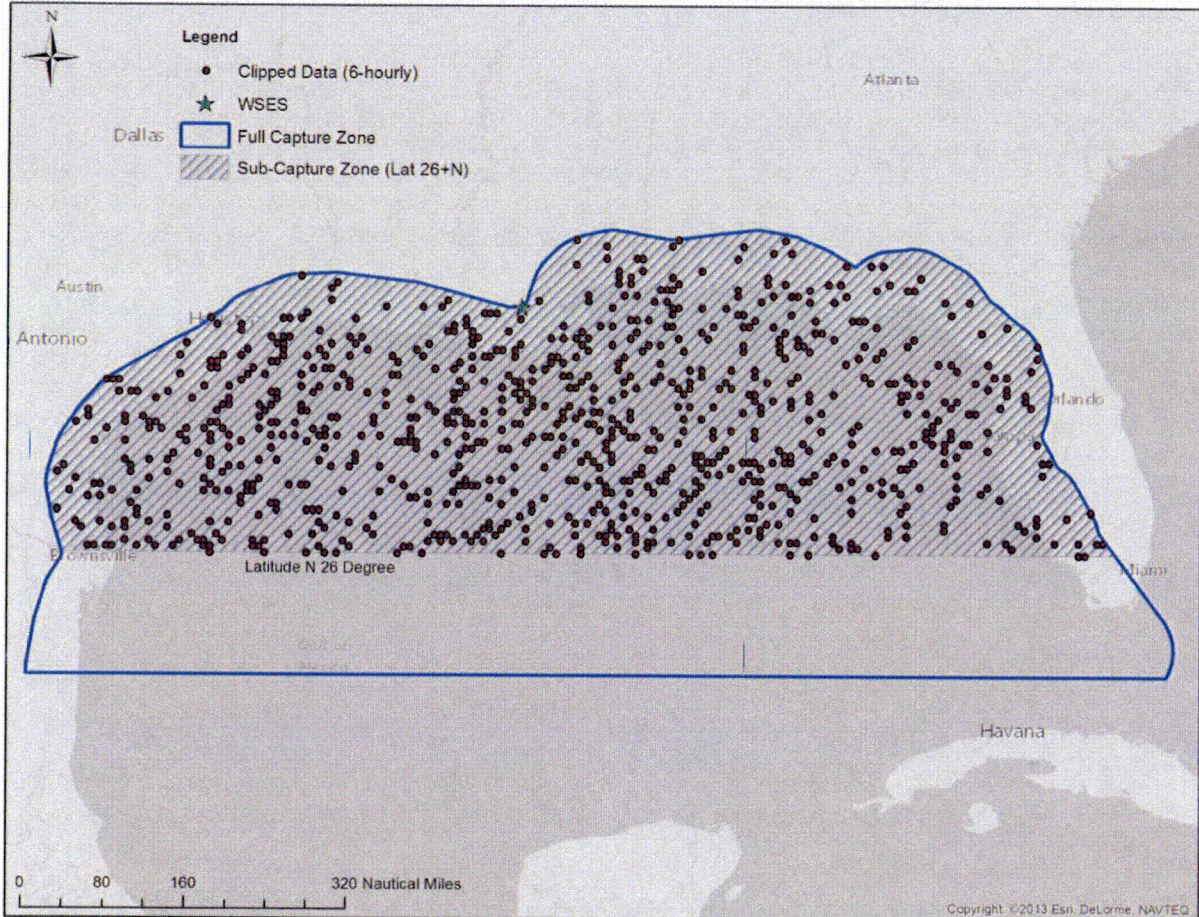 N
Legend
Clipped Data (6-hourly)
WSES
Full Capture Zone
Sub-Capture Zone (Lat 26+N)
Atlanta
Dallas
Austin
Antonio
Orlando
Brownsville
Latitude N 26 Degree
Miami
Havana
0 80 160 320 Nautical Miles
Copyright: ©2013 Esri, DeLorme, NAVTEQ